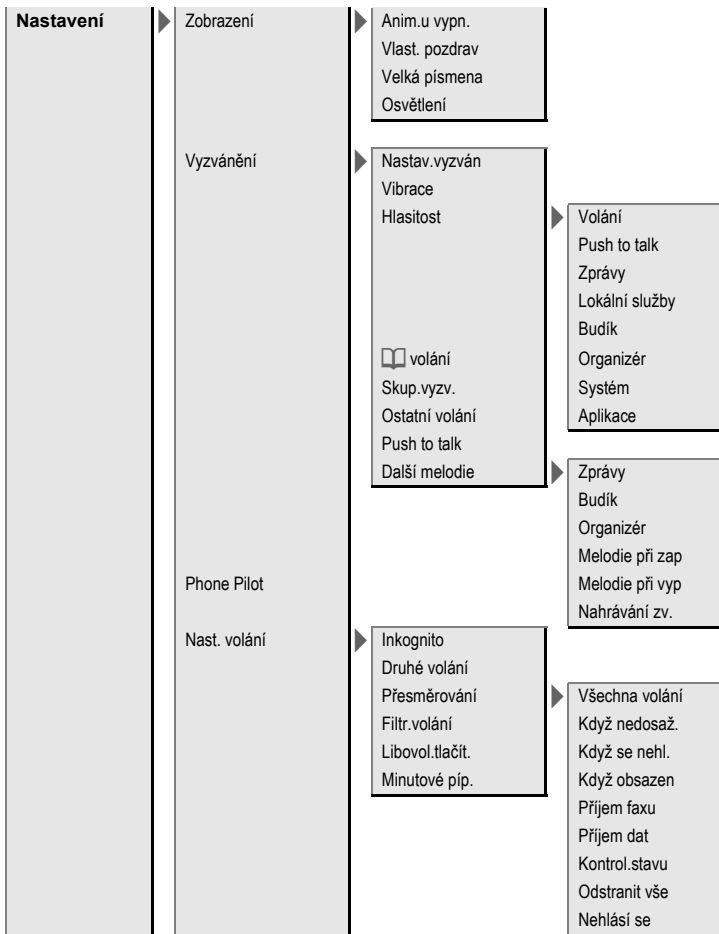 Nastavení
Zobrazení
Anim.u vypn.
Vlast. pozdrav
Velká písmena
Osvětlení
Vyzvánění
Nastav.vyzván
Vibrace
Hlasitost
Volání
Push to talk
Zprávy
Lokální služby
Budík
Organizér
Systém
Aplikace
volání
Skup.vyzv.
Ostatní volání
Push to talk
Další melodie
Zprávy
Budík
Organizér
Melodie při zap
Melodie při vyp
Nahrávání zv.
Phone Pilot
Nast. volání
Inkognito
Druhé volání
Přesměrování
Všechna volání
Když nedosaž.
Když se nehl.
Když obsazen
Příjem faxu
Příjem dat
Kontrol.stavu
Odstranit vše
Nehlásí se
Filtr.volání
Libovol.tlačít.
Minutové píp.